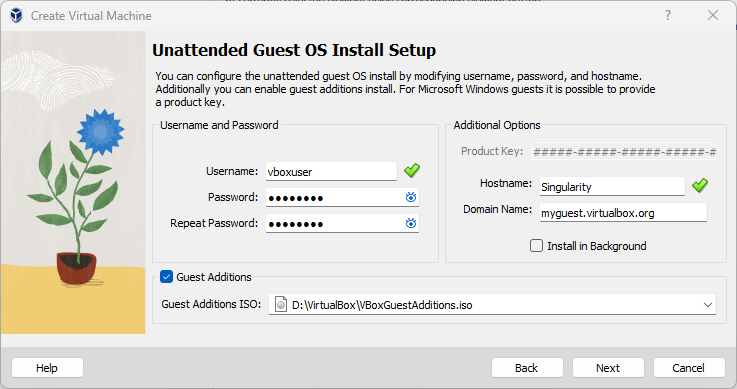 Create Virtual Machine
Unattended Guest OS Install Setup
You can configure the unattended guest OS install by modifying username, password, and hostname.
Additionally you can enable guest additions install. For Microsoft Windows guests it is possible to provide
a product key.
Username and Password
Username: vboxuser
Password: ●●●●●●●●
Repeat Password: ●●●●●●●●
Additional Options
Product Key: #####-#####-#####-#####-#
Hostname: Singularity
Domain Name: myguest.virtualbox.org
Install in Background
Guest Additions
Guest Additions ISO: D:\VirtualBox\VBoxGuestAdditions.iso
Help Back Next Cancel